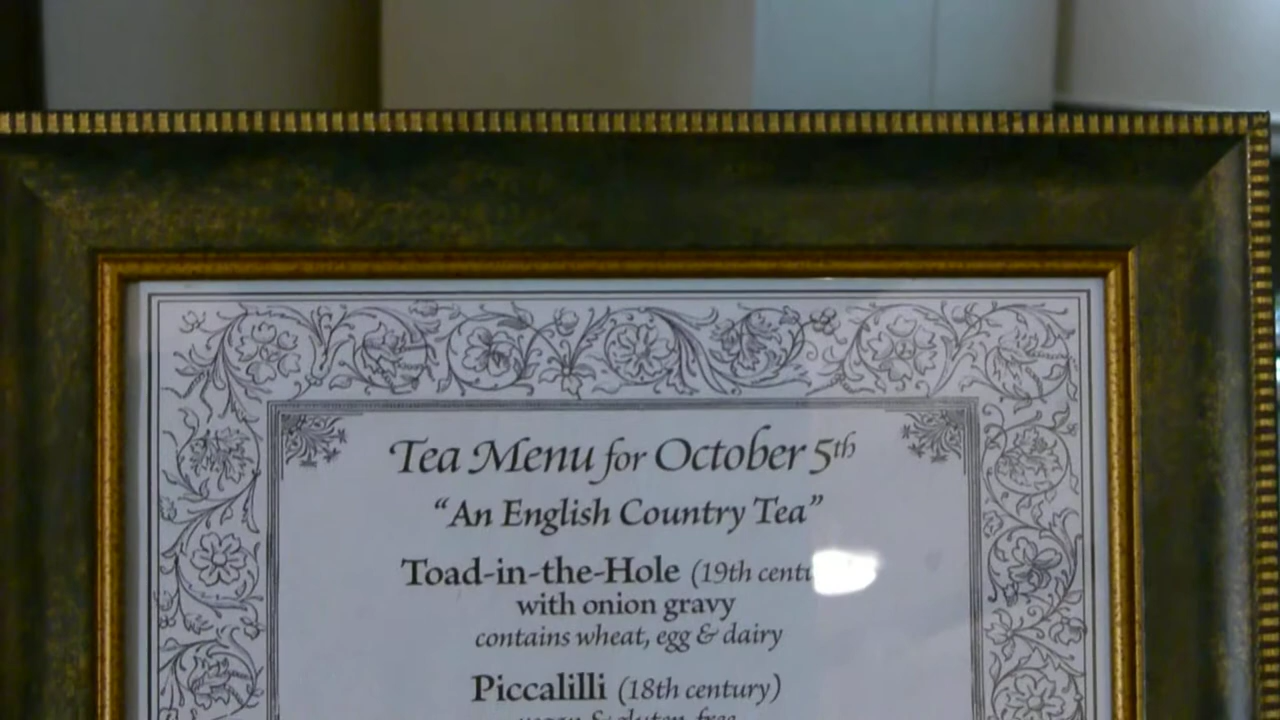 Tea Menu for October 5th
"An English Country Tea"
Toad-in-the-Hole (19th
with onion gravy
contains wheat, egg & dairy
Piccalilli (18th century)